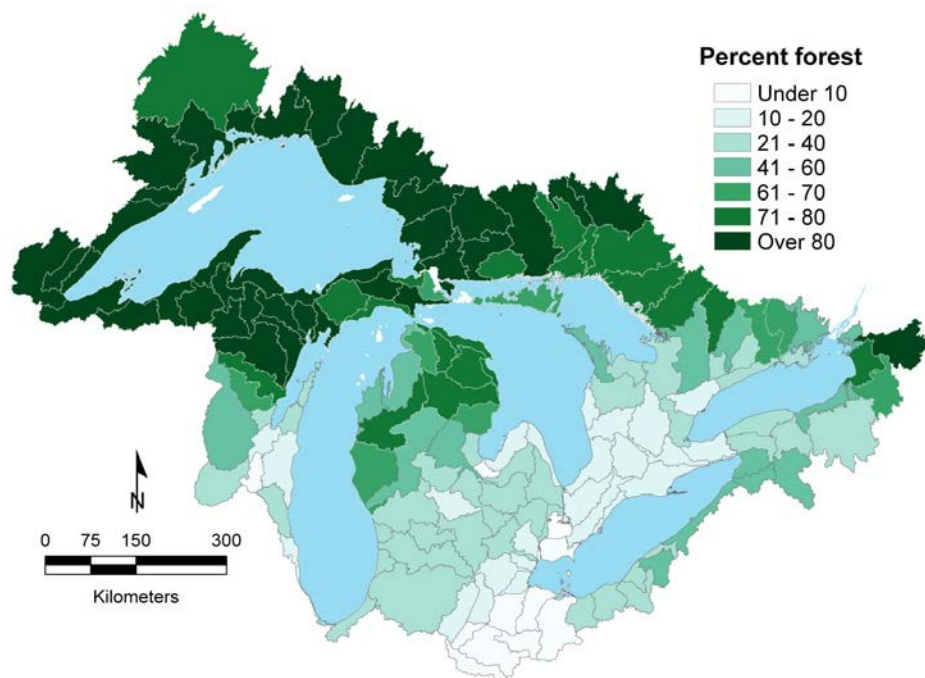 Percent forest
Under 10
10 - 20
21 - 40
41 - 60
61 - 70
71 - 80
Over 80
N
0 75 150 300
Kilometers